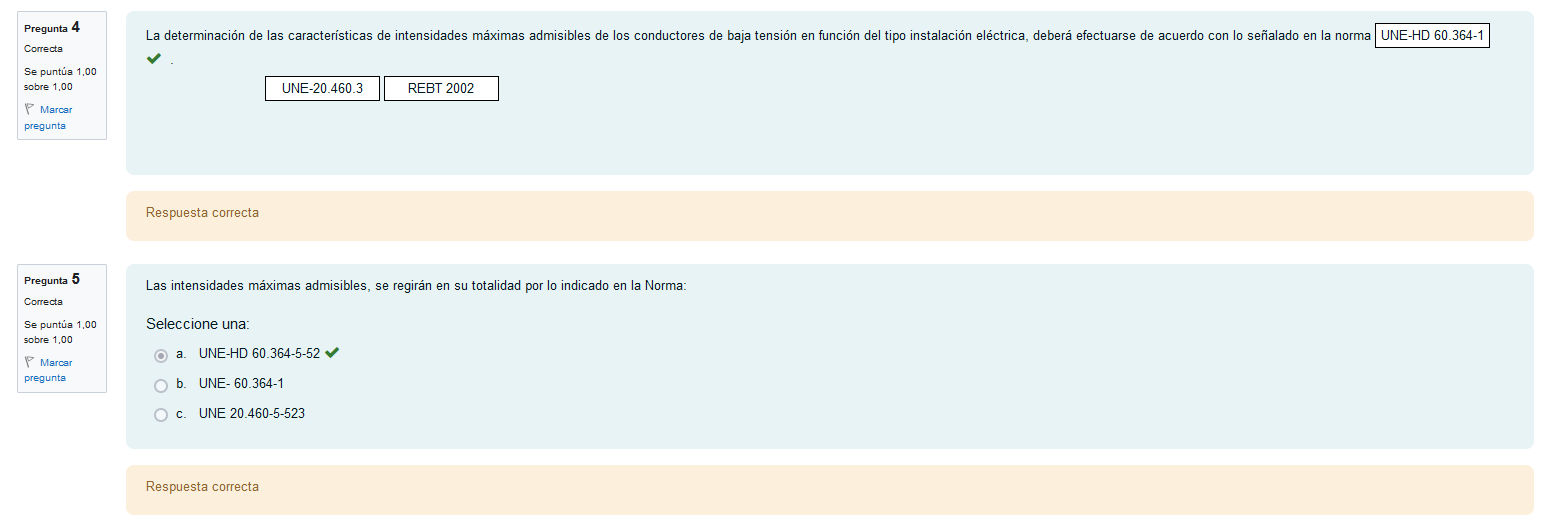 Pregunta 4
Correcta
Se puntúa 1,00
sobre 1,00
Marcar
pregunta
La determinación de las características de intensidades máximas admisibles de los conductores de baja tensión en función del tipo instalación eléctrica, deberá efectuarse de acuerdo con lo señalado en la norma UNE-HD 60.364-1
.
UNE-20.460.3 REBT 2002
Respuesta correcta
Pregunta 5
Correcta
Se puntúa 1,00
sobre 1,00
Marcar
pregunta
Las intensidades máximas admisibles, se regirán en su totalidad por lo indicado en la Norma:
Seleccione una:
a. UNE-HD 60.364-5-52
b. UNE- 60.364-1
c. UNE 20.460-5-523
Respuesta correcta